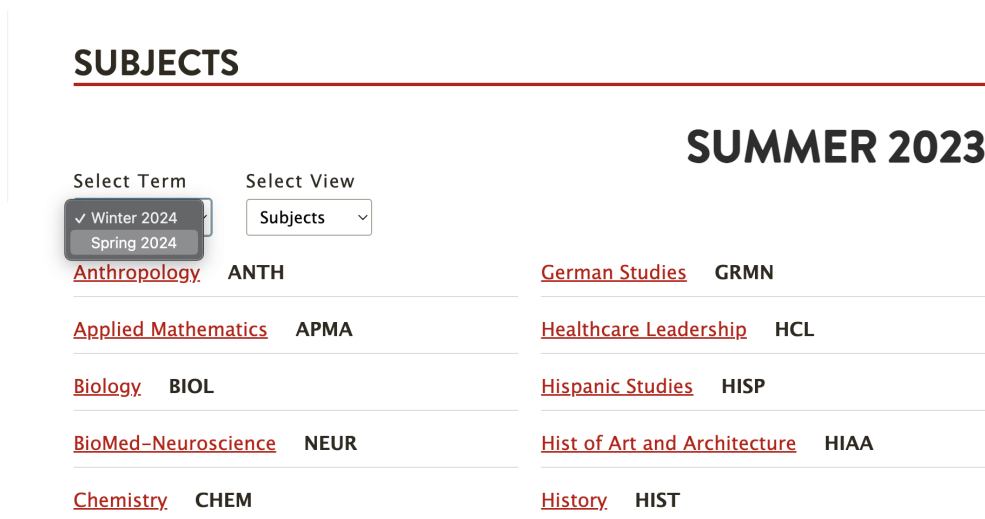 SUBJECTS
SUMMER 2023
Select Term Select View
✓ Winter 2024 Subjects
Spring 2024
Anthropology ANTH German Studies GRMN
Applied Mathematics APMA Healthcare Leadership HCL
Biology BIOL Hispanic Studies HISP
BioMed–Neuroscience NEUR Hist of Art and Architecture HIAA
Chemistry CHEM History HIST